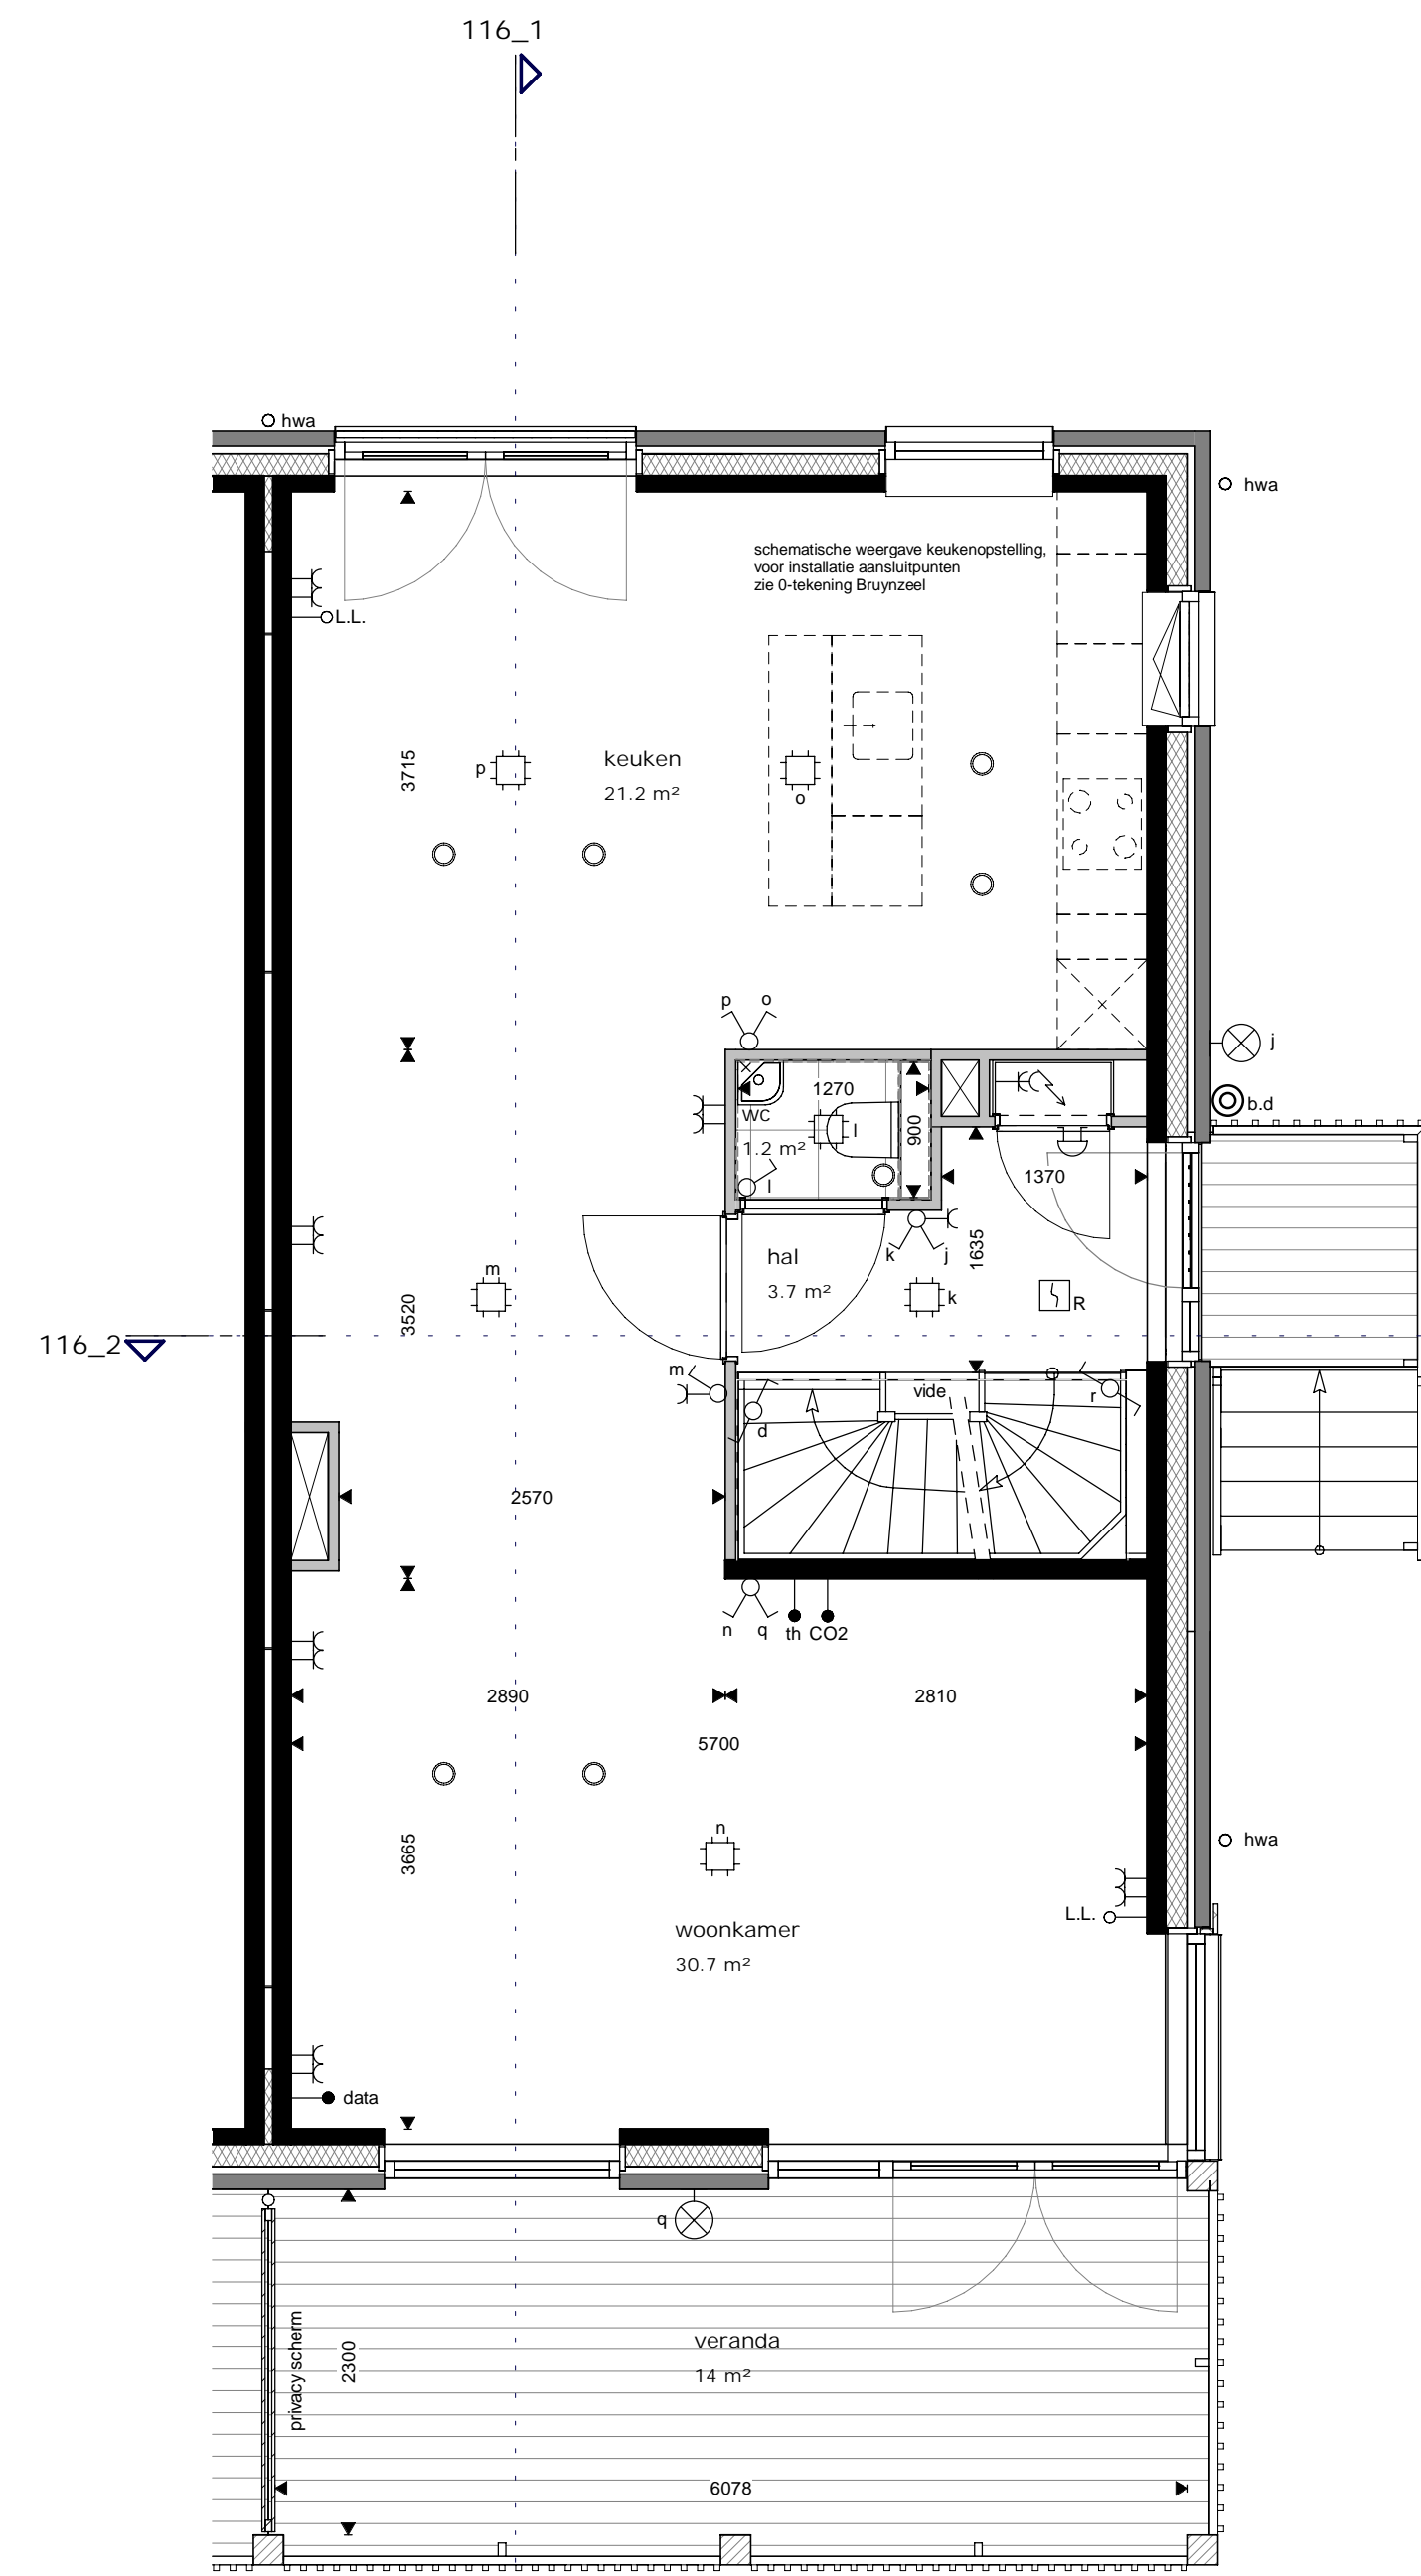 116_1
hwa
hwa
schematische weergave keukenopstelling,
voor installatie aansluitpunten
zie 0-tekening Bruynzeel
L.L.
3715
p
keuken
21.2 m²
o
p
o
j
b.d
1270
WC
1.2 m²
l
l
900
1370
k
j
1635
hal
3.7 m²
m
k
R
3520
116_2
m
d
vide
r
2570
n
q
th
CO2
2890
2810
5700
n
3665
hwa
L.L.
woonkamer
30.7 m²
data
q
privacy scherm
2300
veranda
14 m²
6078